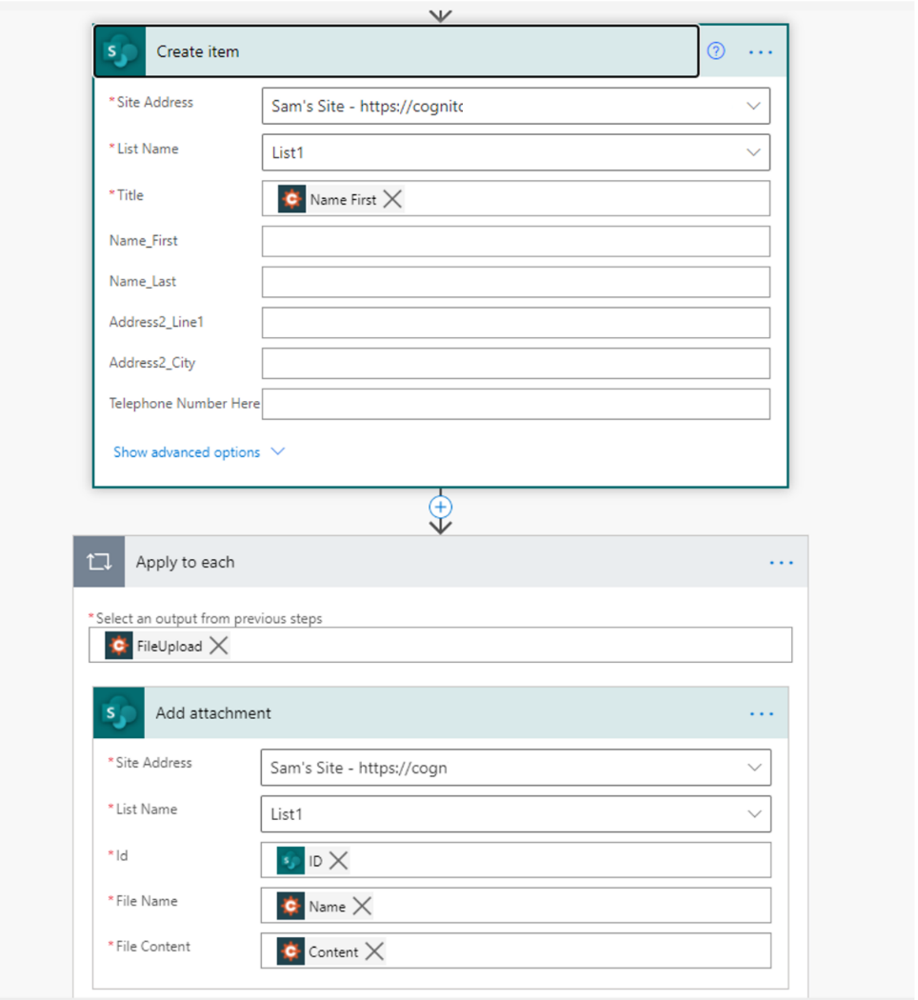 Create item
* Site Address Sam's Site - https://cognitc
* List Name List1
* Title Name First
Name_First
Name_Last
Address2_Line1
Address2_City
Telephone Number Here
Show advanced options
Apply to each
* Select an output from previous steps
FileUpload
Add attachment
* Site Address Sam's Site - https://cogn
* List Name List1
* Id ID
* File Name Name
* File Content Content